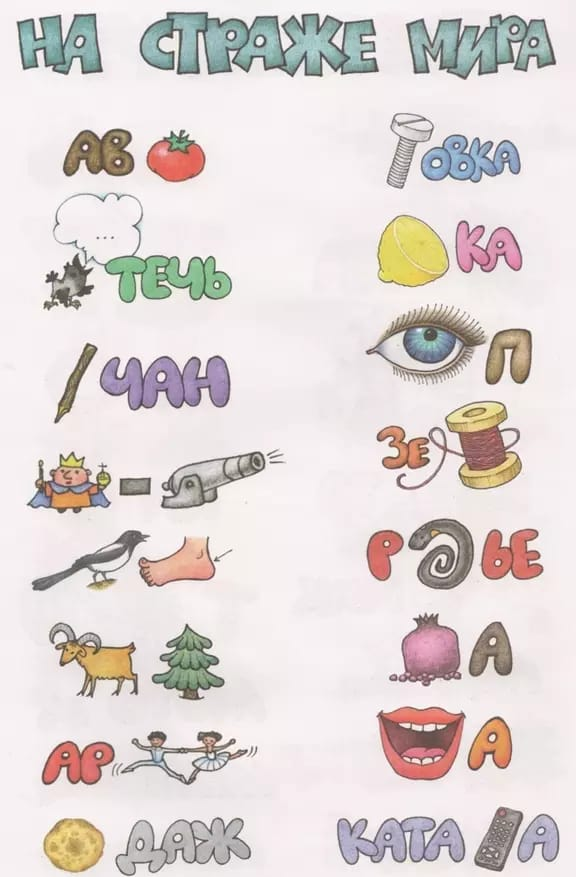 НА СТРАЖЕ МИРА
АВ
...
ТЕЧЬ
ЧАН
АР
ДАЖ
ОВКА
КА
П
ЗЕ
Р ЬЕ
А
А
КАТА А